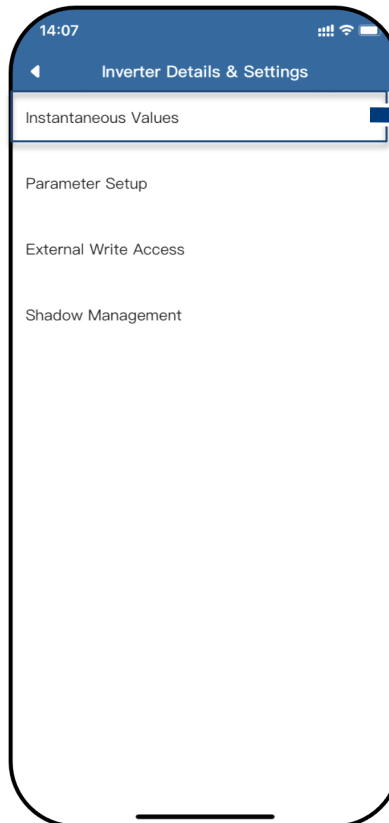 14:07
Inverter Details & Settings
Instantaneous Values
Parameter Setup
External Write Access
Shadow Management